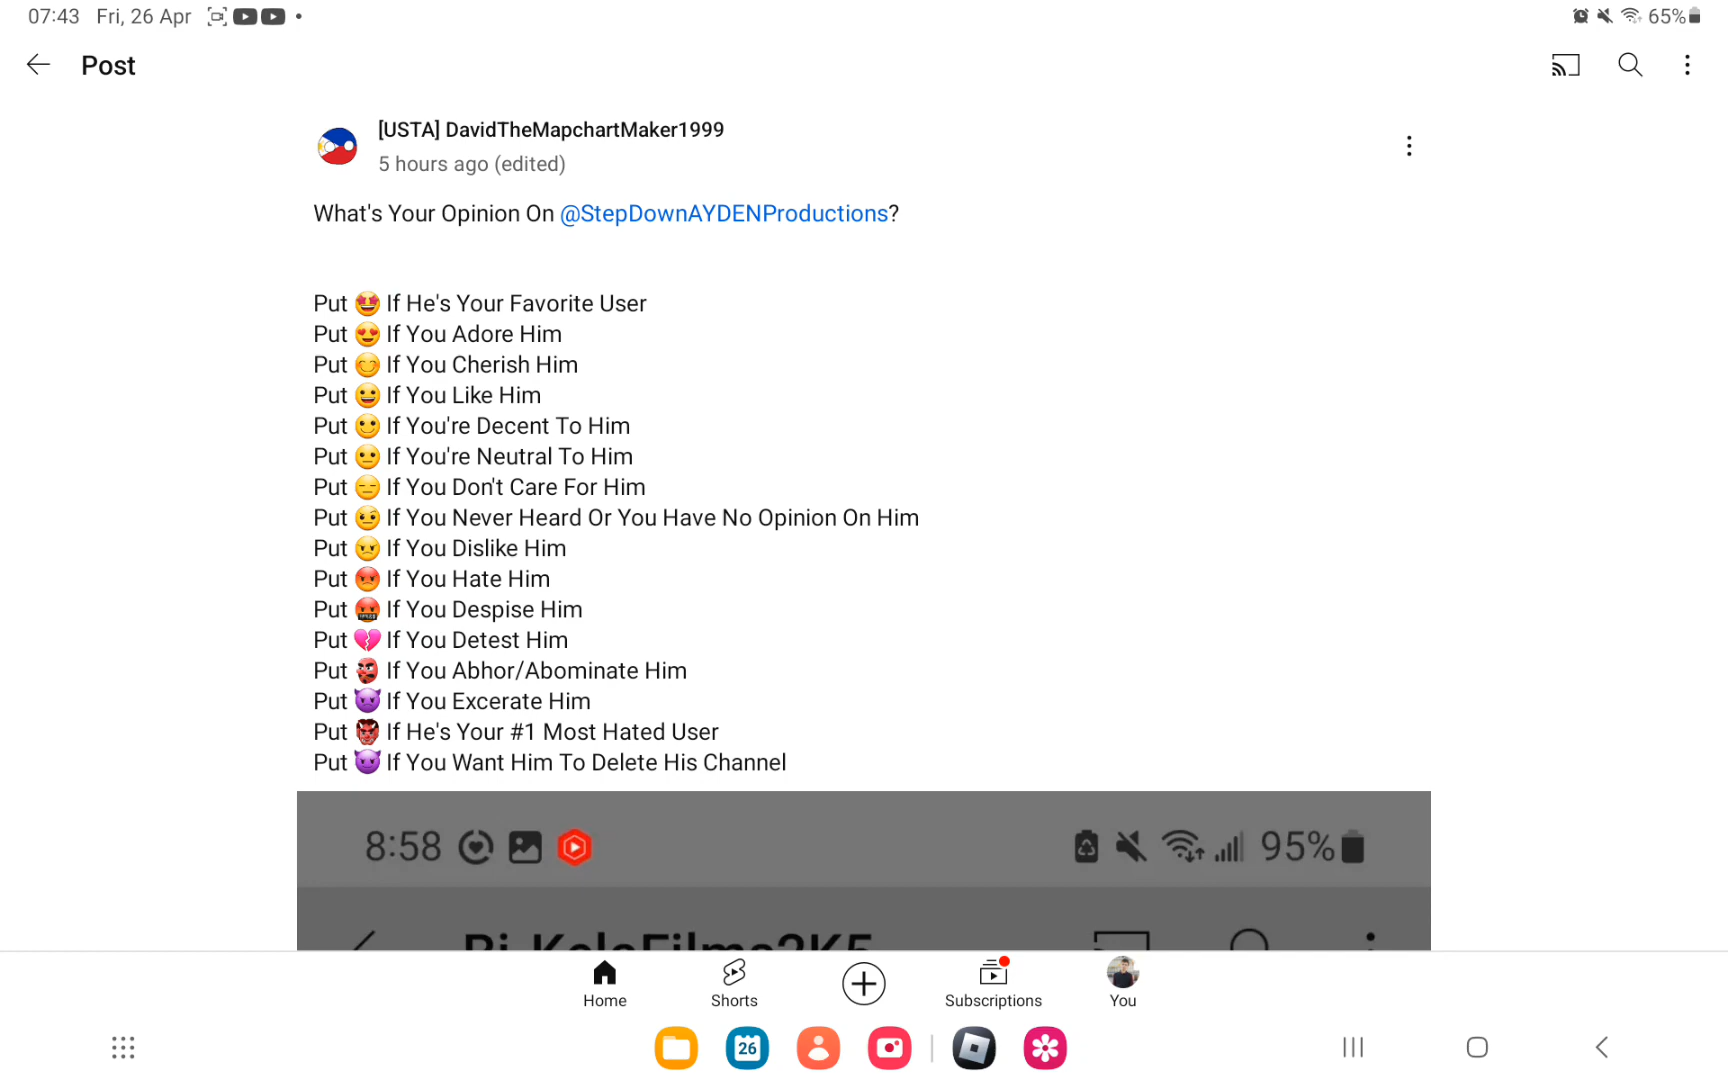 07:43 Fri, 26 Apr
65%
Post
[USTA] DavidTheMapchartMaker1999
5 hours ago (edited)
What's Your Opinion On @StepDownAYDENProductions?
Put 🤩 If He's Your Favorite User
Put 😍 If You Adore Him
Put 😊 If You Cherish Him
Put 😀 If You Like Him
Put 🙂 If You're Decent To Him
Put 😐 If You're Neutral To Him
Put 😑 If You Don't Care For Him
Put 🤨 If You Never Heard Or You Have No Opinion On Him
Put 😠 If You Dislike Him
Put 😡 If You Hate Him
Put 🤬 If You Despise Him
Put 💔 If You Detest Him
Put 👺 If You Abhor/Abominate Him
Put 👿 If You Excerate Him
Put 👹 If He's Your #1 Most Hated User
Put 😈 If You Want Him To Delete His Channel
8:58
95%
Home
Shorts
Subscriptions
You
26